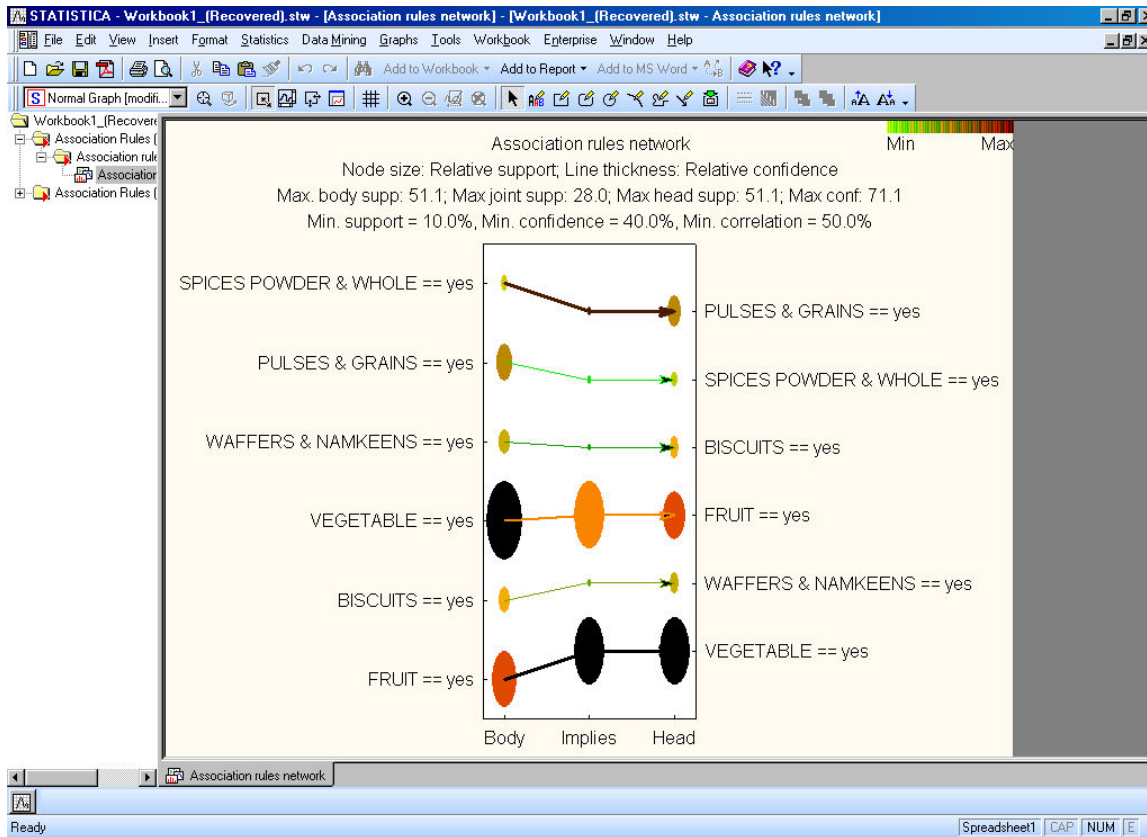 STATISTICA - Workbook1_(Recovered).stw - [Association rules network] - [Workbook1_(Recovered).stw - Association rules network]
File Edit View Insert Format Statistics Data Mining Graphs Tools Workbook Enterprise Window Help
Add to Workbook Add to Report Add to MS Word
S Normal Graph [modifi...
Workbook1_(Recovere
Association Rules (
Association rule
Association
Association Rules (
Association rules network
Min Max
Node size: Relative support; Line thickness: Relative confidence
Max. body supp: 51.1; Max joint supp: 28.0; Max head supp: 51.1; Max conf: 71.1
Min. support = 10.0%, Min. confidence = 40.0%, Min. correlation = 50.0%
SPICES POWDER & WHOLE == yes
PULSES & GRAINS == yes
PULSES & GRAINS == yes
SPICES POWDER & WHOLE == yes
WAFFERS & NAMKEENS == yes
BISCUITS == yes
VEGETABLE == yes
FRUIT == yes
BISCUITS == yes
WAFFERS & NAMKEENS == yes
FRUIT == yes
VEGETABLE == yes
Body Implies Head
Association rules network
Ready
Spreadsheet1 CAP NUM E